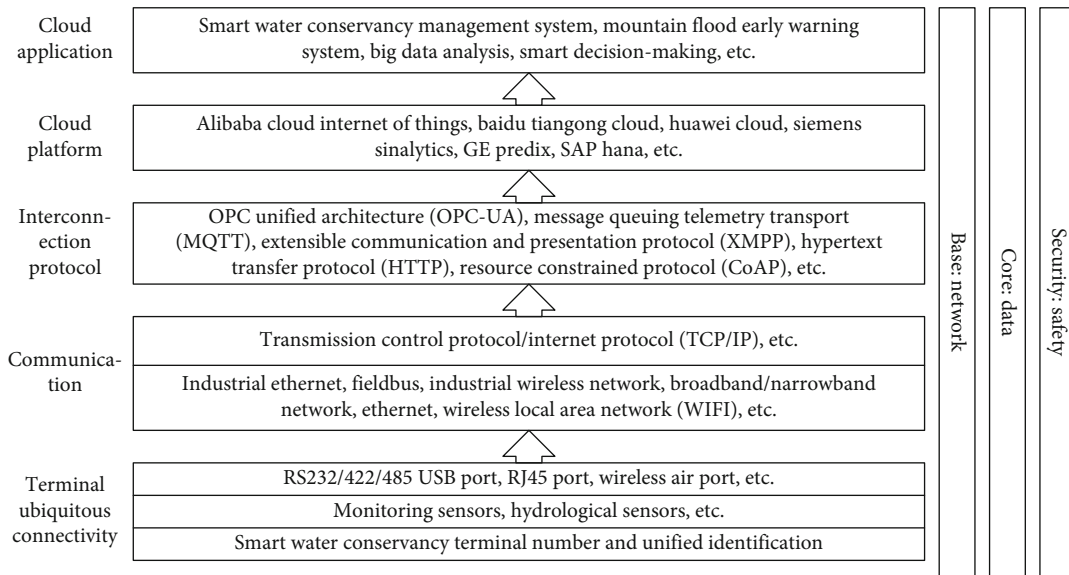 Cloud
application
Smart water conservancy management system, mountain flood early warning
system, big data analysis, smart decision-making, etc.
Cloud
platform
Alibaba cloud internet of things, baidu tiangong cloud, huawei cloud, siemens
sinalytics, GE predix, SAP hana, etc.
Interconn-
ection
protocol
OPC unified architecture (OPC-UA), message queuing telemetry transport
(MQTT), extensible communication and presentation protocol (XMPP), hypertext
transfer protocol (HTTP), resource constrained protocol (CoAP), etc.
Communica-
tion
Transmission control protocol/internet protocol (TCP/IP), etc.
Industrial ethernet, fieldbus, industrial wireless network, broadband/narrowband
network, ethernet, wireless local area network (WIFI), etc.
Terminal
ubiquitous
connectivity
RS232/422/485 USB port, RJ45 port, wireless air port, etc.
Monitoring sensors, hydrological sensors, etc.
Smart water conservancy terminal number and unified identification
Base: network
Core: data
Security: safety